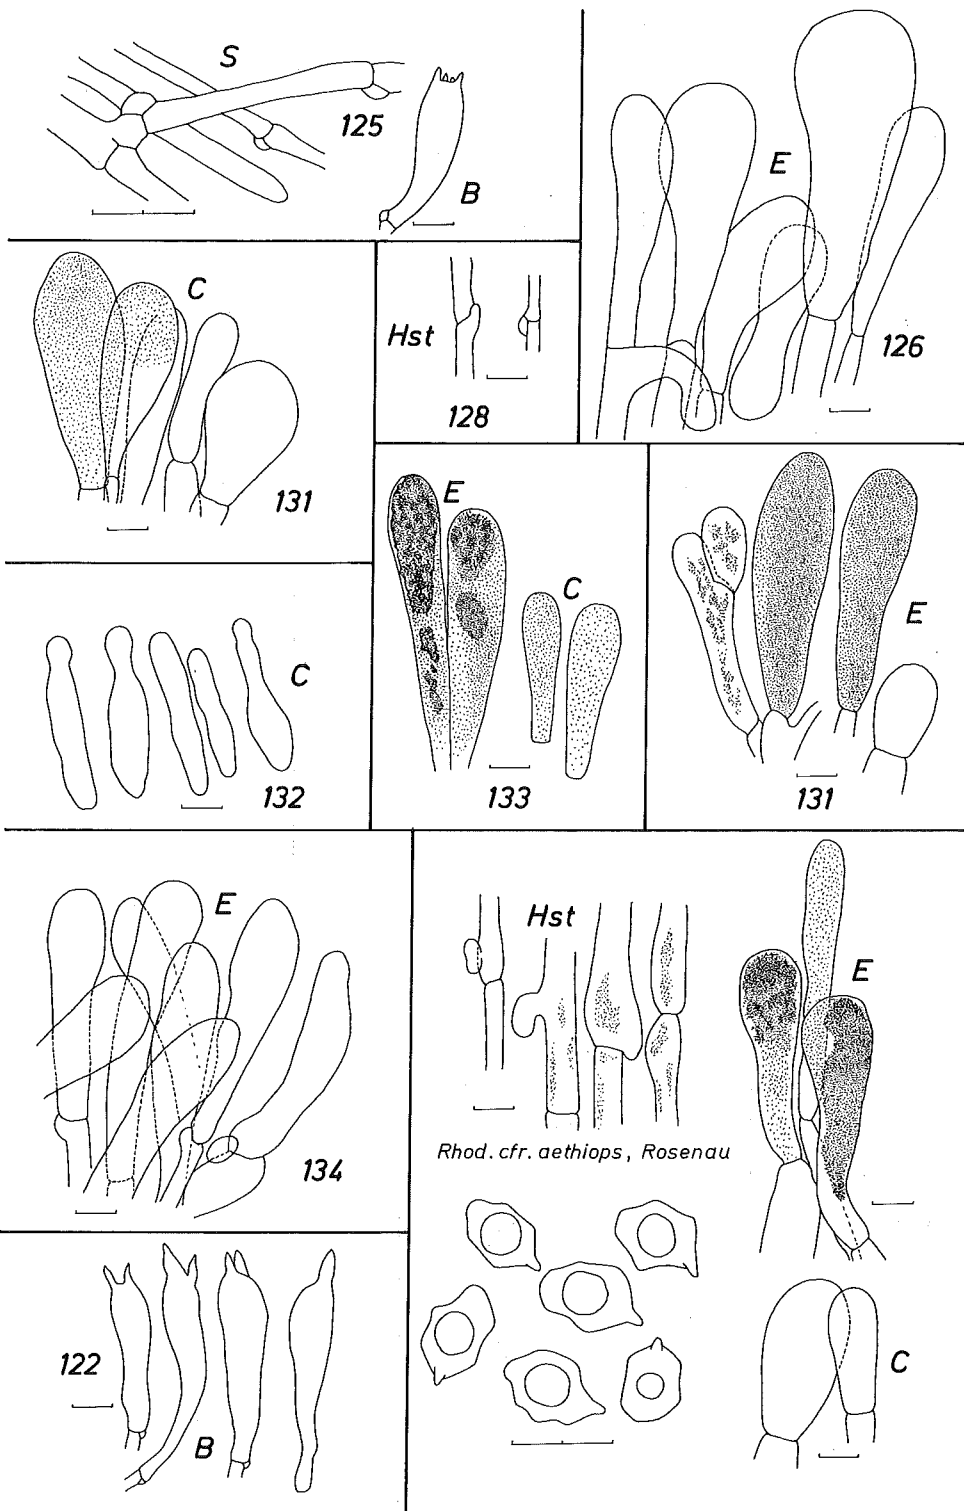 S
125
B
E
126
C
131
Hst
128
E
C
133
E
131
C
132
E
134
Hst
E
Rhod. cfr. aethiops, Rosenau
122
B
C